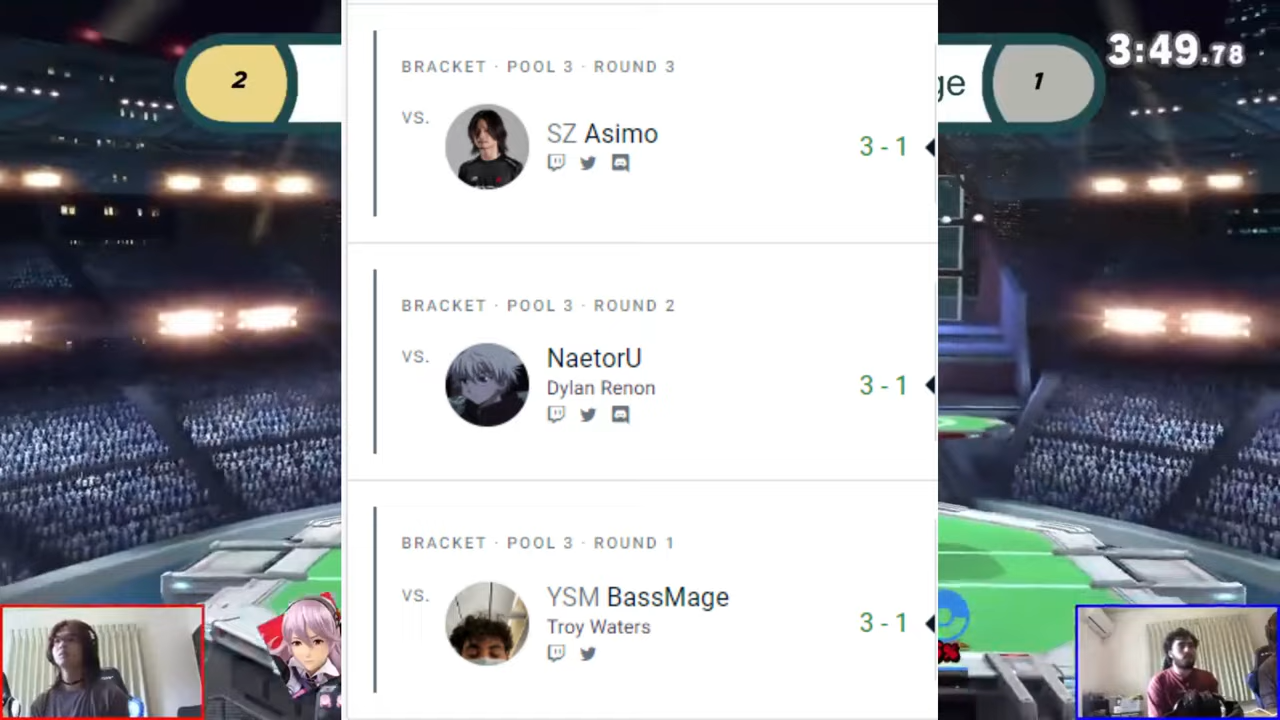 2
ge
1
3:49.78
BRACKET · POOL 3 · ROUND 3
VS.
SZ Asimo
3 - 1
BRACKET · POOL 3 · ROUND 2
VS.
NaetorU
Dylan Renon
3 - 1
BRACKET · POOL 3 · ROUND 1
VS.
YSM BassMage
Troy Waters
3 - 1